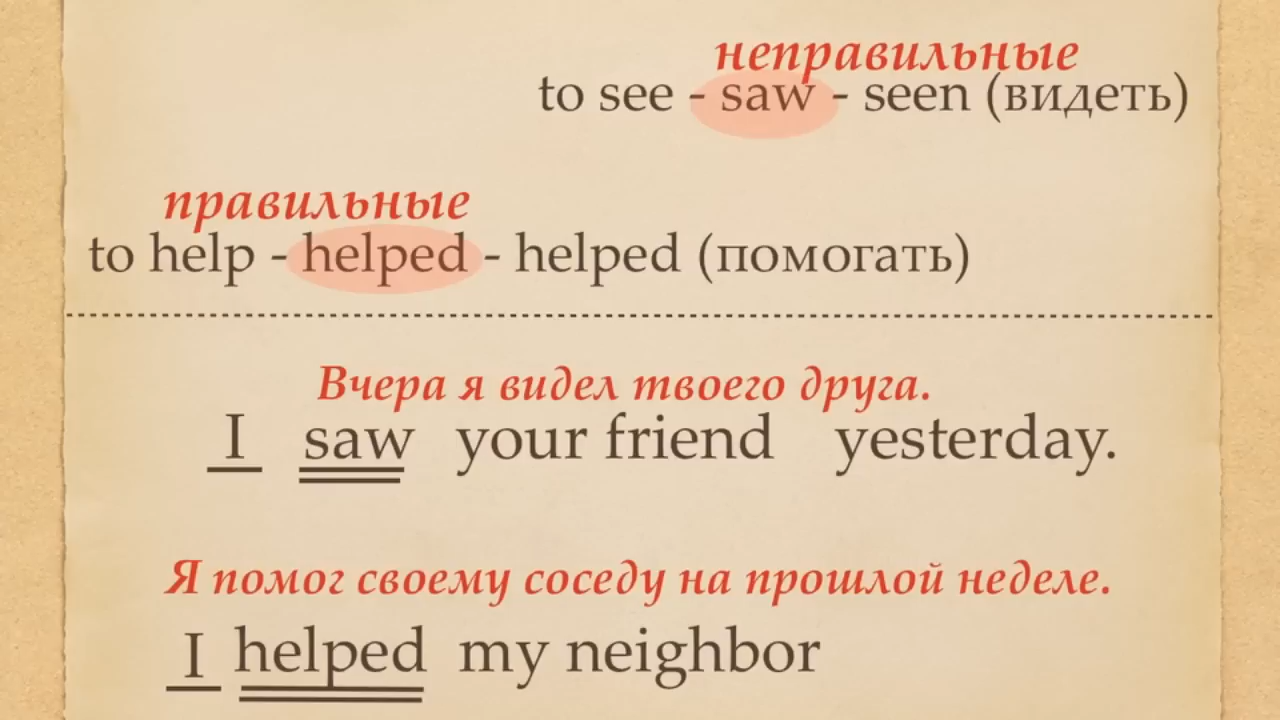 неправильные
to see - saw - seen (видеть)
правильные
to help - helped - helped (помогать)
Вчера я видел твоего друга.
I saw your friend yesterday.
Я помог своему соседу на прошлой неделе.
I helped my neighbor